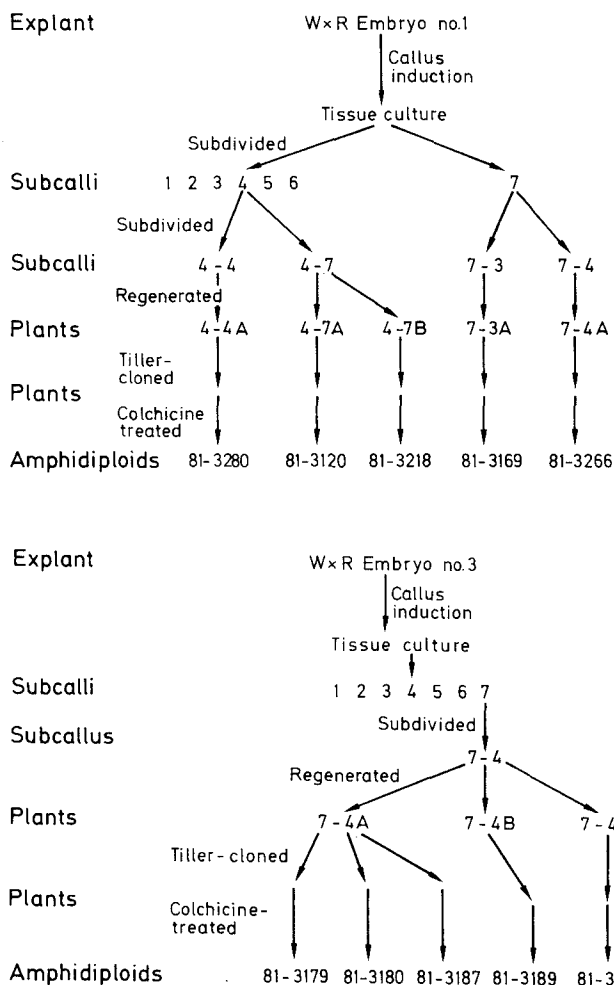 Explant W×R Embryo no.1
Callus
induction
Tissue culture
Subdivided
Subcalli 1 2 3 4 5 6 7
Subdivided
Subcalli 4-4 4-7 7-3 7-4
Regenerated
Plants 4-4A 4-7A 4-7B 7-3A 7-4A
Tiller-
cloned
Plants
Colchicine
treated
Amphidiploids 81-3280 81-3120 81-3218 81-3169 81-3266
Explant W×R Embryo no.3
Callus
induction
Tissue culture
Subcalli 1 2 3 4 5 6 7
Subdivided
Subcallus
7-4
Regenerated
Plants 7-4A 7-4B 7-4
Tiller-cloned
Plants
Colchicine-
treated
Amphidiploids 81-3179 81-3180 81-3187 81-3189 81-3